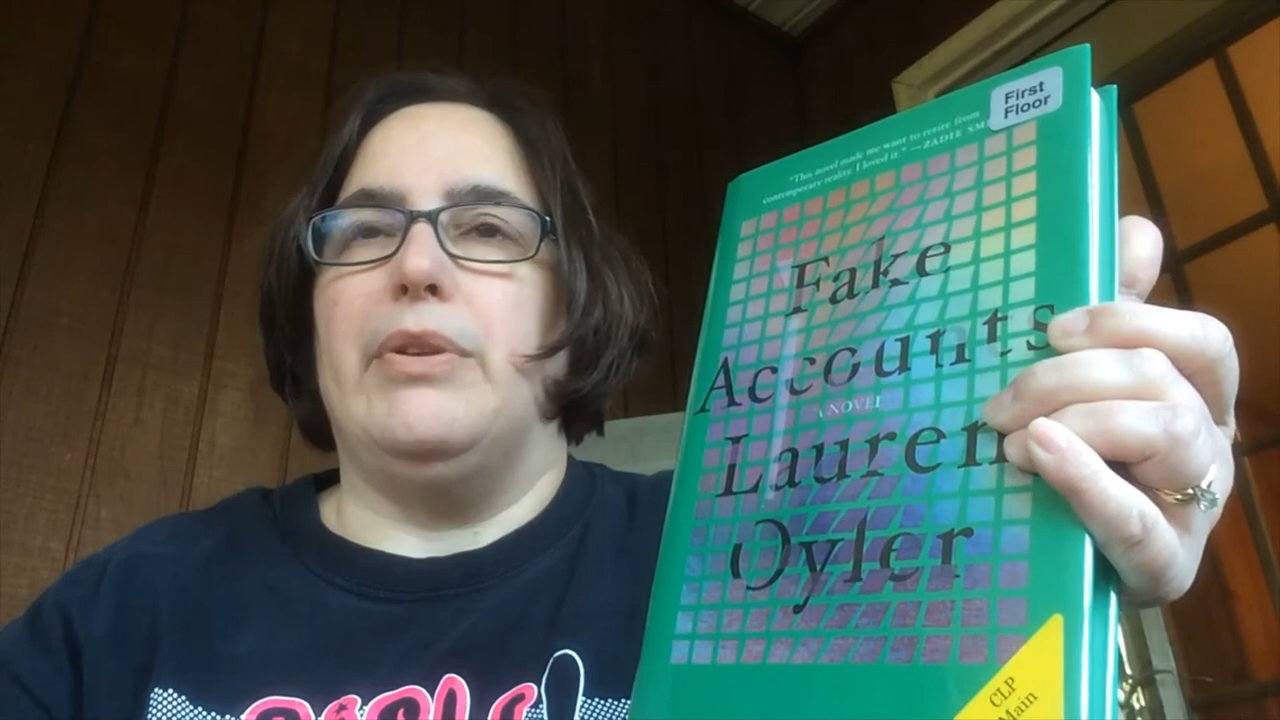 First
Floor
"This novel made me want to retire from
contemporary reality. I loved it." —ZADIE
Fake
Accounts
A NOVEL
Lauren
Oyler
CLP
Main